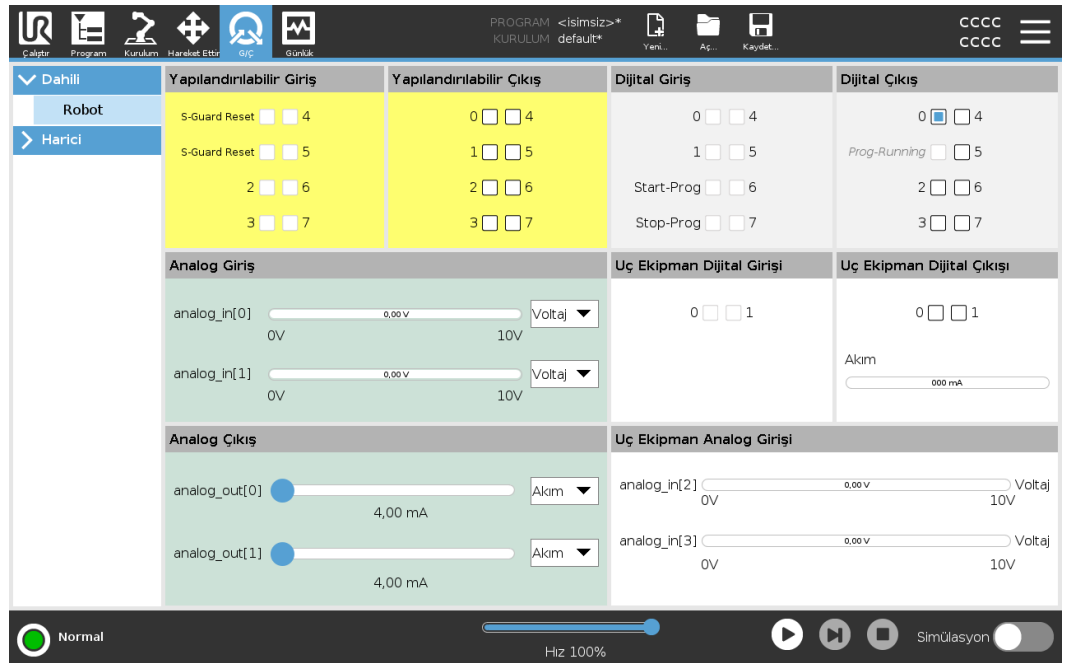 UR
PROGRAM <isimsiz>*
KURULUM default*
cccc
cccc
Çalıştır Program Kurulum Hareket Ettir G/Ç Günlük Yeni... Aç... Kaydet...
Dahili
Robot
Harici
Yapılandırılabilir Giriş
S-Guard Reset 4
S-Guard Reset 5
2 6
3 7
Yapılandırılabilir Çıkış
0 4
1 5
2 6
3 7
Dijital Giriş
0 4
1 5
Start-Prog 6
Stop-Prog 7
Dijital Çıkış
0 4
Prog-Running 5
2 6
3 7
Analog Giriş
analog_in[0] 0,00 V Voltaj
0V 10V
analog_in[1] 0,00 V Voltaj
0V 10V
Uç Ekipman Dijital Girişi
0 1
Uç Ekipman Dijital Çıkışı
0 1
Akım
000 mA
Analog Çıkış
analog_out[0] Akım
4,00 mA
analog_out[1] Akım
4,00 mA
Uç Ekipman Analog Girişi
analog_in[2] 0,00 V Voltaj
0V 10V
analog_in[3] 0,00 V Voltaj
0V 10V
Normal
Hız 100%
Simülasyon